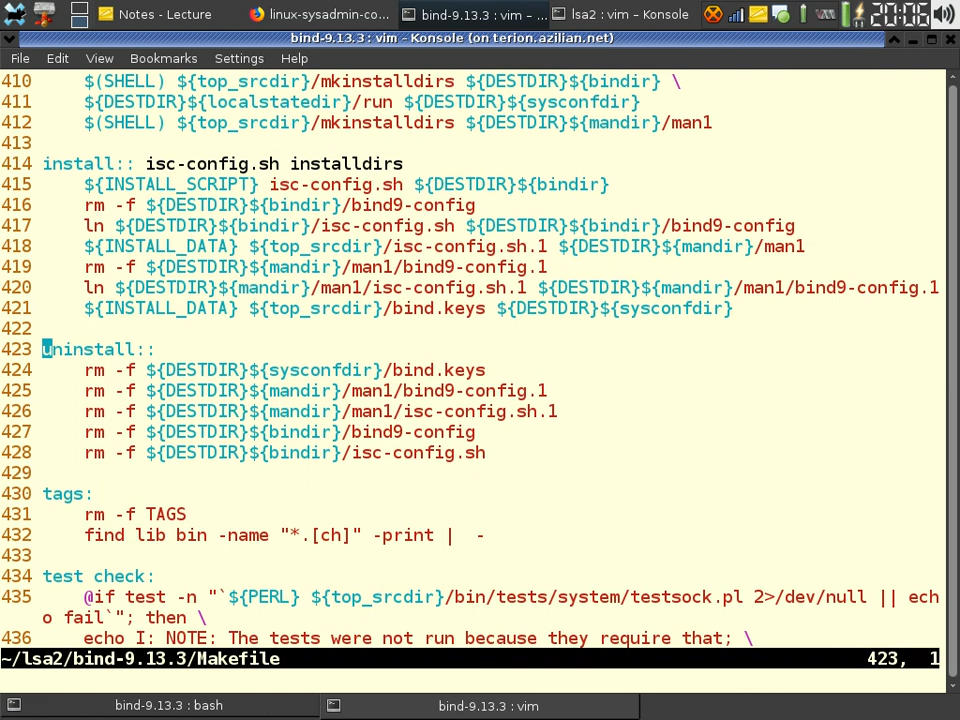 Notes - Lecture
linux-sysadmin-co...
bind-9.13.3 : vim – ...
lsa2 : vim – Konsole
20:06
bind-9.13.3 : vim – Konsole (on terion.azilian.net)
File Edit View Bookmarks Settings Help
410 $(SHELL) ${top_srcdir}/mkinstalldirs ${DESTDIR}${bindir} \
411 ${DESTDIR}${localstatedir}/run ${DESTDIR}${sysconfdir}
412 $(SHELL) ${top_srcdir}/mkinstalldirs ${DESTDIR}${mandir}/man1
413
414 install:: isc-config.sh installdirs
415 ${INSTALL_SCRIPT} isc-config.sh ${DESTDIR}${bindir}
416 rm -f ${DESTDIR}${bindir}/bind9-config
417 ln ${DESTDIR}${bindir}/isc-config.sh ${DESTDIR}${bindir}/bind9-config
418 ${INSTALL_DATA} ${top_srcdir}/isc-config.sh.1 ${DESTDIR}${mandir}/man1
419 rm -f ${DESTDIR}${mandir}/man1/bind9-config.1
420 ln ${DESTDIR}${mandir}/man1/isc-config.sh.1 ${DESTDIR}${mandir}/man1/bind9-config.1
421 ${INSTALL_DATA} ${top_srcdir}/bind.keys ${DESTDIR}${sysconfdir}
422
423 uninstall::
424 rm -f ${DESTDIR}${sysconfdir}/bind.keys
425 rm -f ${DESTDIR}${mandir}/man1/bind9-config.1
426 rm -f ${DESTDIR}${mandir}/man1/isc-config.sh.1
427 rm -f ${DESTDIR}${bindir}/bind9-config
428 rm -f ${DESTDIR}${bindir}/isc-config.sh
429
430 tags:
431 rm -f TAGS
432 find lib bin -name "*.[ch]" -print |  -
433
434 test check:
435 @if test -n "`${PERL} ${top_srcdir}/bin/tests/system/testsock.pl 2>/dev/null || ech
o fail`"; then \
436 echo I: NOTE: The tests were not run because they require that; \
~/lsa2/bind-9.13.3/Makefile 423, 1
bind-9.13.3 : bash
bind-9.13.3 : vim